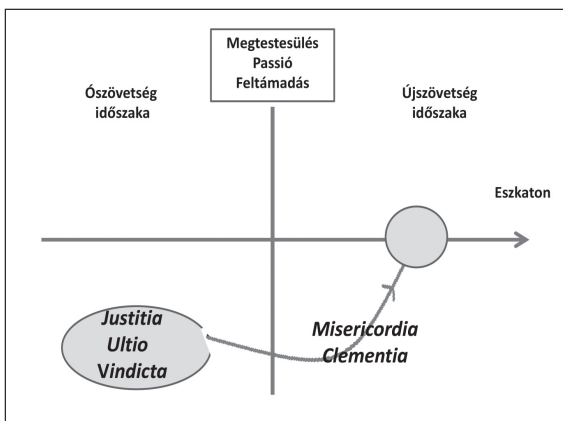 Megtestesülés
Passió
Feltámadás
Ószövetség
időszaka
Újszövetség
időszaka
Eszkaton
Justitia
Ultio
Vindicta
Misericordia
Clementia